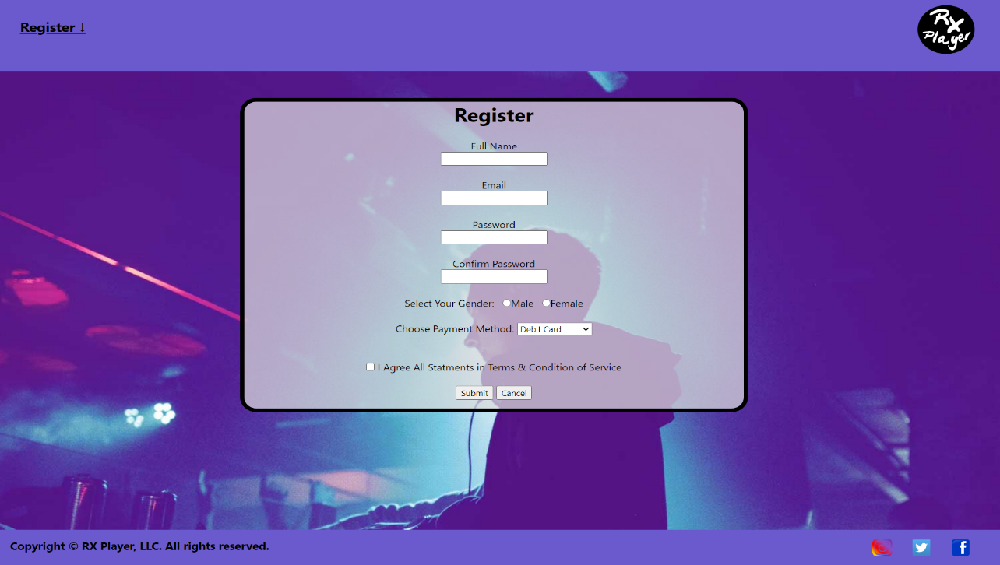 Register ↓
RX
Player
Register
Full Name
Email
Password
Confirm Password
Select Your Gender: Male Female
Choose Payment Method: Debit Card
I Agree All Statments in Terms & Condition of Service
Submit Cancel
Copyright © RX Player, LLC. All rights reserved.